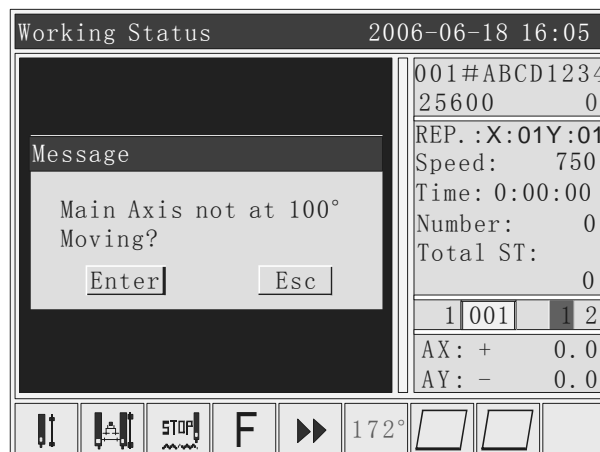 Working Status 2006-06-18 16:05
001#ABCD1234
25600 0
REP.:X:01Y:01
Speed: 750
Time: 0:00:00
Number: 0
Total ST:
0
1 001 1 2
AX: + 0.0
AY: - 0.0
Message
Main Axis not at 100°
Moving?
Enter Esc
A
STOP F 172°